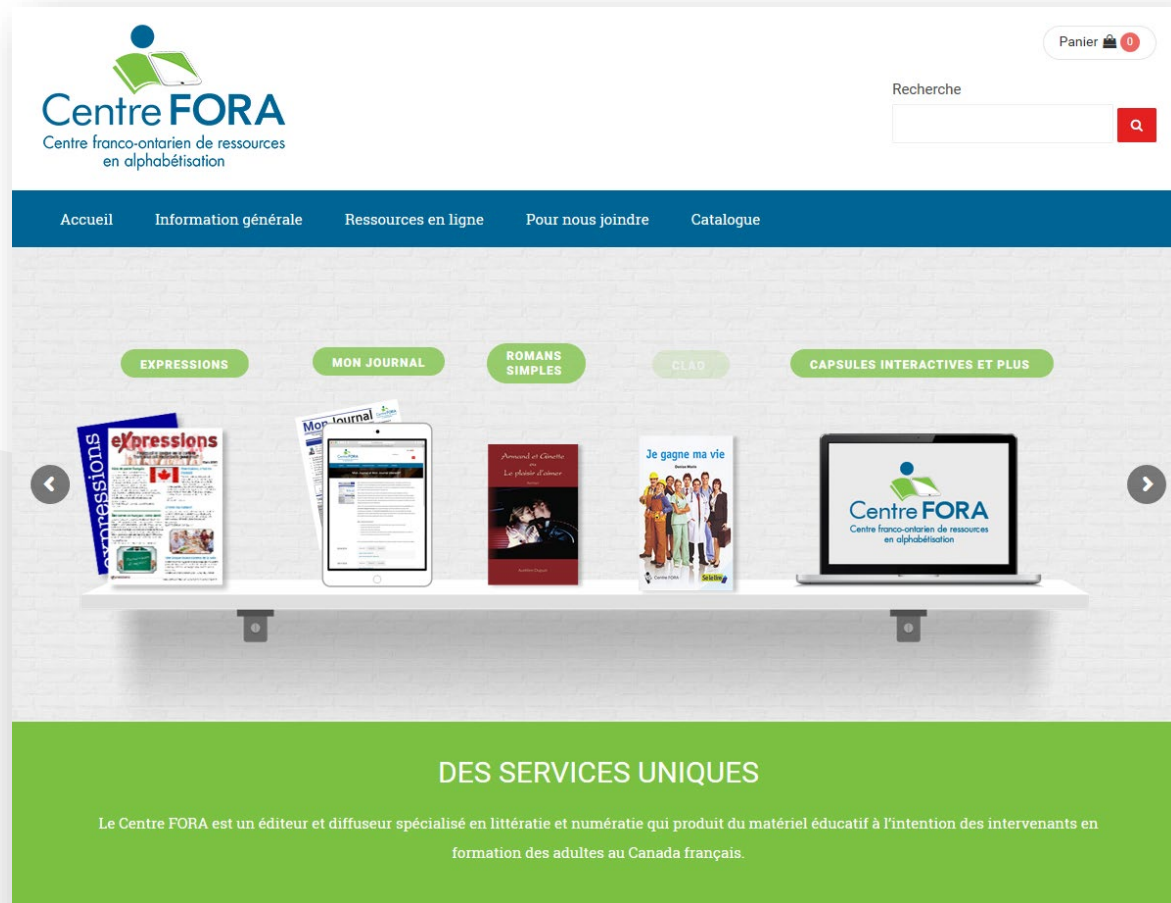 Panier 0
Centre FORA
Centre franco-ontarien de ressources
en alphabétisation
Recherche
Accueil Information générale Ressources en ligne Pour nous joindre Catalogue
EXPRESSIONS
MON JOURNAL
ROMANS
SIMPLES
CLAQ
CAPSULES INTERACTIVES ET PLUS
expressions
eXpressions
Mon Journal
Armand et Ginette
ou
Le plaisir d'aimer
Je gagne ma vie
Centre FORA
Centre FORA
Centre franco-ontarien de ressources
en alphabétisation
DES SERVICES UNIQUES
Le Centre FORA est un éditeur et diffuseur spécialisé en littératie et numératie qui produit du matériel éducatif à l'intention des intervenants en
formation des adultes au Canada français.